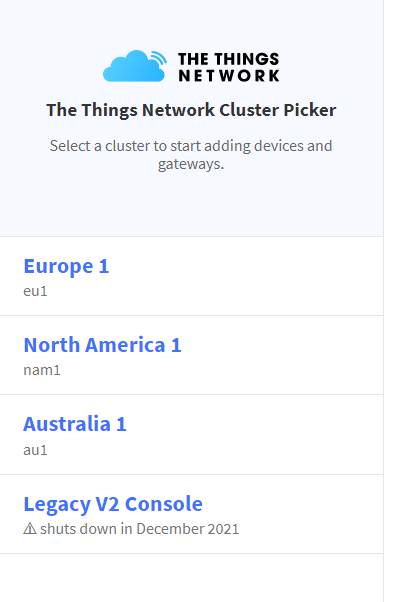 THE THINGS
NETWORK
The Things Network Cluster Picker
Select a cluster to start adding devices and
gateways.
Europe 1
eu1
North America 1
nam1
Australia 1
au1
Legacy V2 Console
⚠ shuts down in December 2021